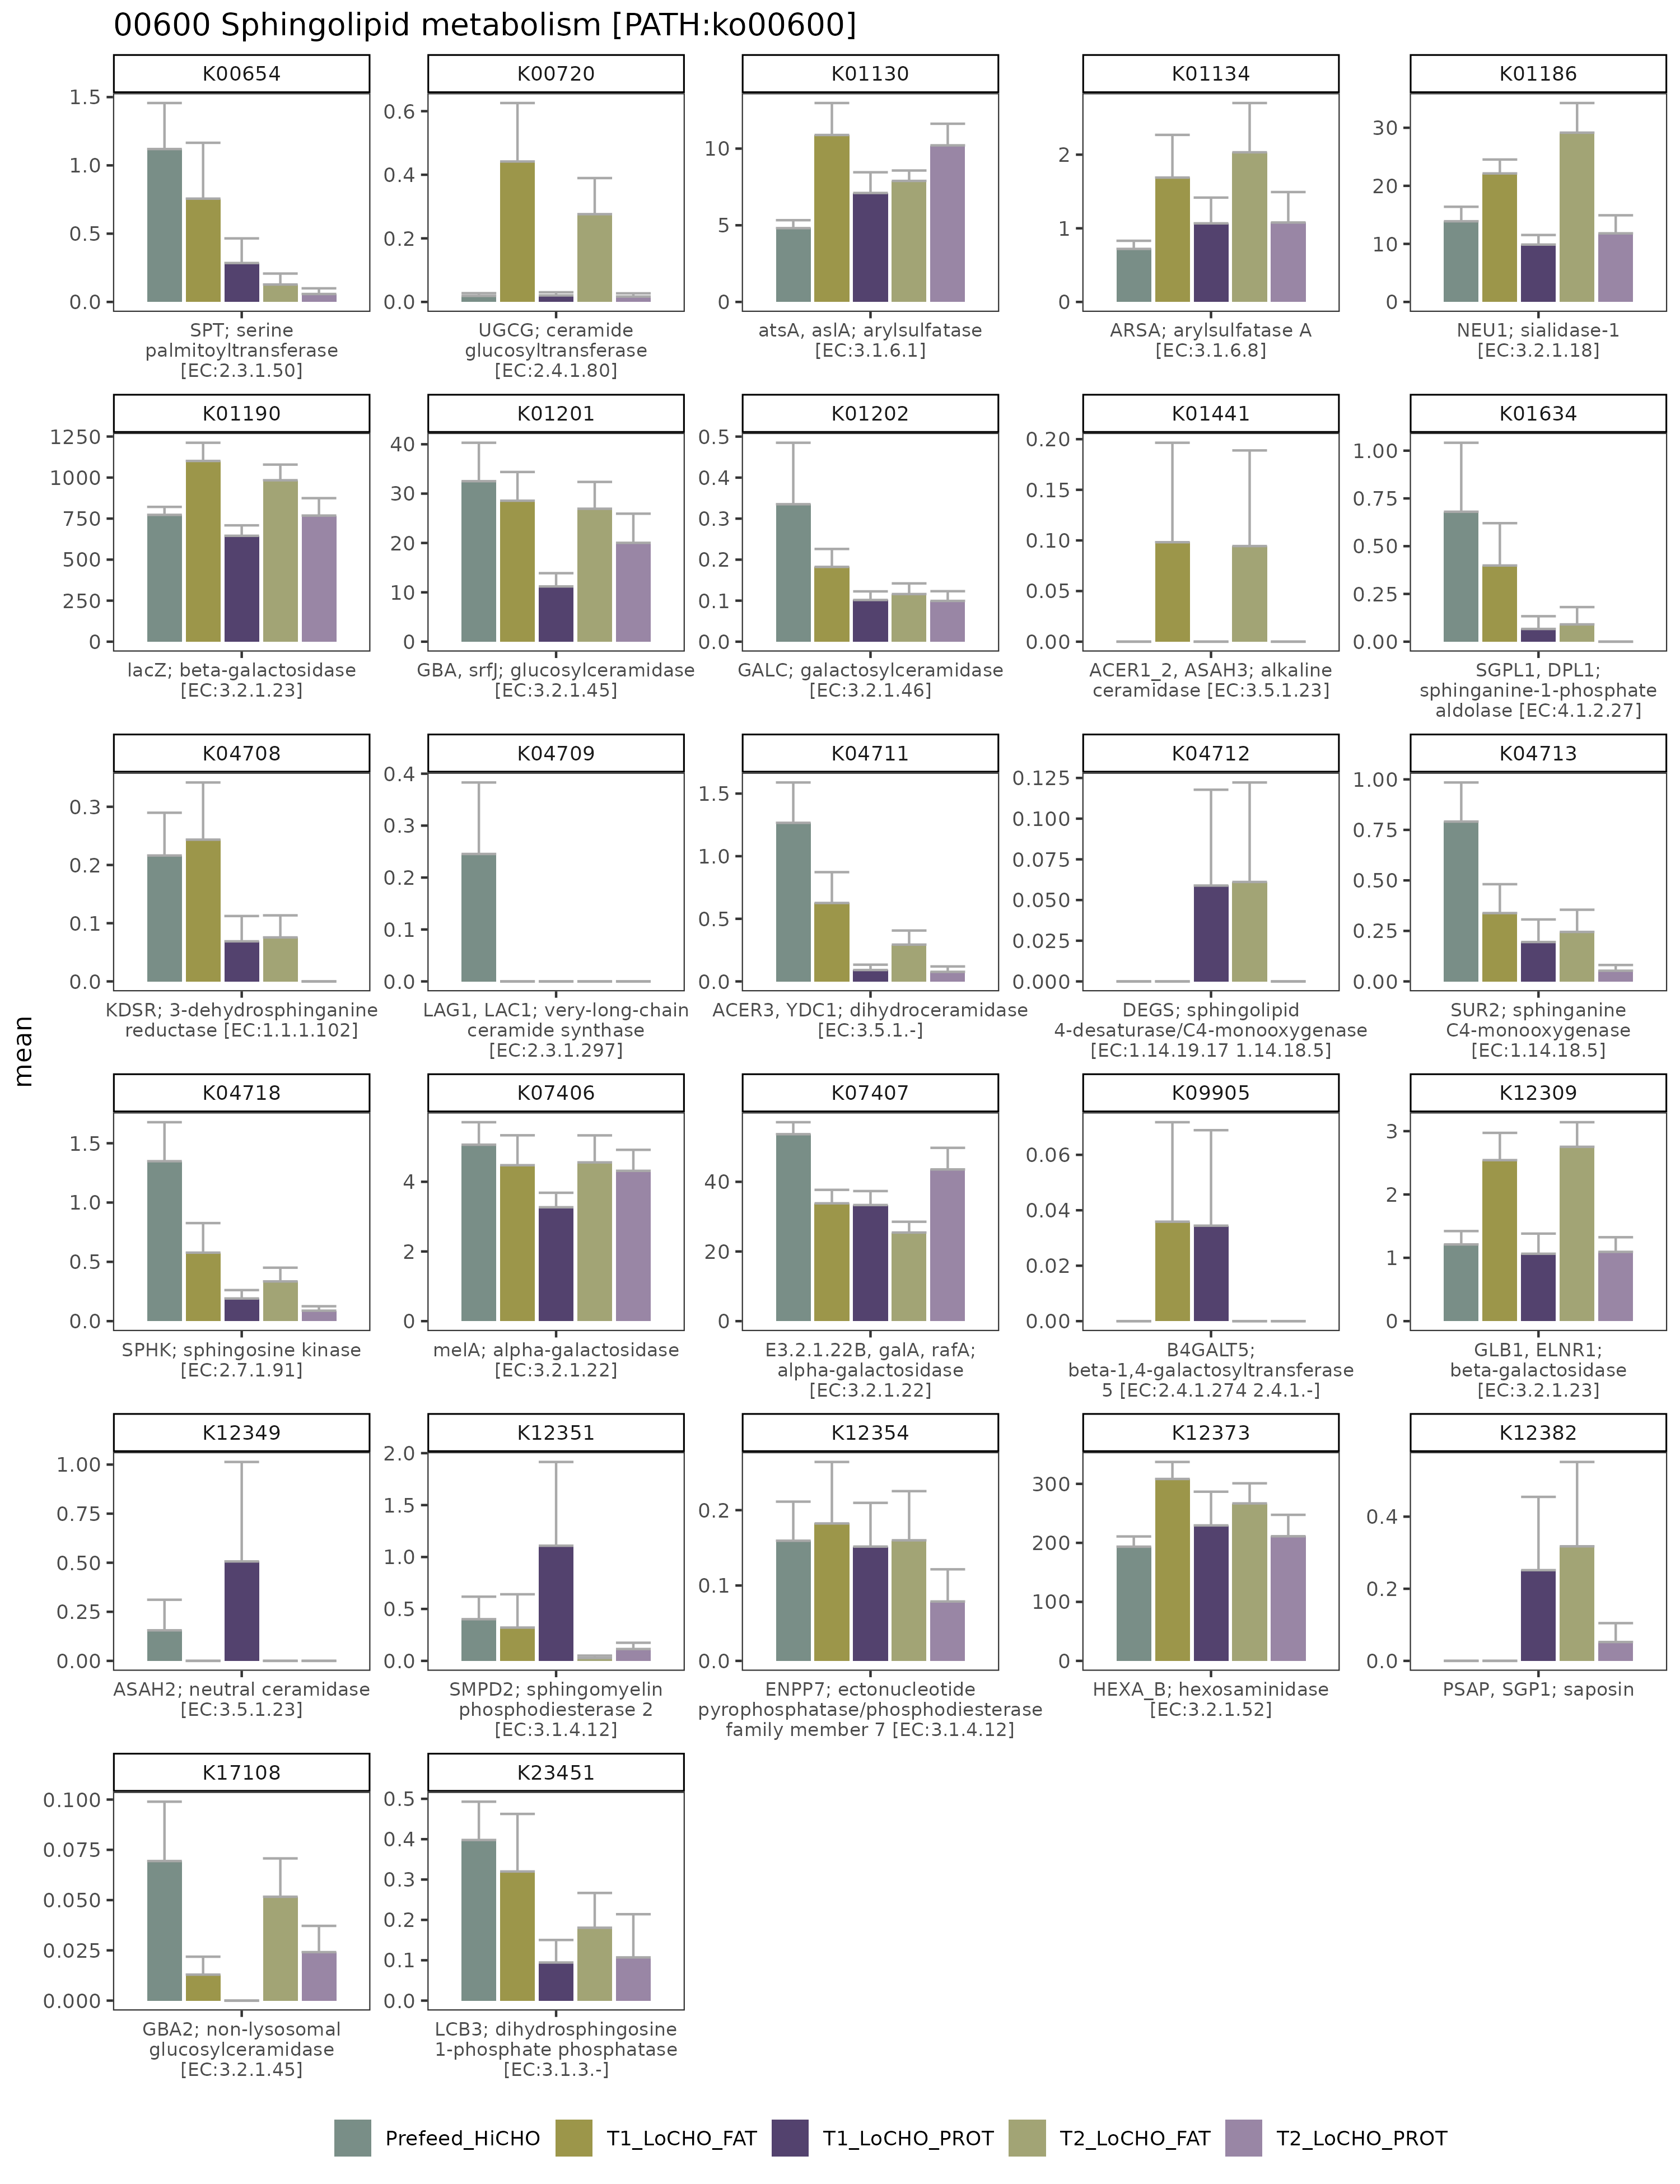 00600 Sphingolipid metabolism [PATH:ko00600]
K00654 K00720 K01130 K01134 K01186
1.5
1.0
0.5
0.0
0.6
0.4
0.2
0.0
10
5
0
2
1
0
30
20
10
0
SPT; serine
palmitoyltransferase
[EC:2.3.1.50]
UGCG; ceramide
glucosyltransferase
[EC:2.4.1.80]
atsA, aslA; arylsulfatase
[EC:3.1.6.1]
ARSA; arylsulfatase A
[EC:3.1.6.8]
NEU1; sialidase-1
[EC:3.2.1.18]
K01190 K01201 K01202 K01441 K01634
1250
1000
750
500
250
0
40
30
20
10
0
0.5
0.4
0.3
0.2
0.1
0.0
0.20
0.15
0.10
0.05
0.00
1.00
0.75
0.50
0.25
0.00
lacZ; beta-galactosidase
[EC:3.2.1.23]
GBA, srfJ; glucosylceramidase
[EC:3.2.1.45]
GALC; galactosylceramidase
[EC:3.2.1.46]
ACER1_2, ASAH3; alkaline
ceramidase [EC:3.5.1.23]
SGPL1, DPL1;
sphinganine-1-phosphate
aldolase [EC:4.1.2.27]
K04708 K04709 K04711 K04712 K04713
0.3
0.2
0.1
0.0
0.4
0.3
0.2
0.1
0.0
1.5
1.0
0.5
0.0
0.125
0.100
0.075
0.050
0.025
0.000
1.00
0.75
0.50
0.25
0.00
KDSR; 3-dehydrosphinganine
reductase [EC:1.1.1.102]
LAG1, LAC1; very-long-chain
ceramide synthase
[EC:2.3.1.297]
ACER3, YDC1; dihydroceramidase
[EC:3.5.1.-]
DEGS; sphingolipid
4-desaturase/C4-monooxygenase
[EC:1.14.19.17 1.14.18.5]
SUR2; sphinganine
C4-monooxygenase
[EC:1.14.18.5]
mean
K04718 K07406 K07407 K09905 K12309
1.5
1.0
0.5
0.0
4
2
0
40
20
0
0.06
0.04
0.02
0.00
3
2
1
0
SPHK; sphingosine kinase
[EC:2.7.1.91]
melA; alpha-galactosidase
[EC:3.2.1.22]
E3.2.1.22B, galA, rafA;
alpha-galactosidase
[EC:3.2.1.22]
B4GALT5;
beta-1,4-galactosyltransferase
5 [EC:2.4.1.274 2.4.1.-]
GLB1, ELNR1;
beta-galactosidase
[EC:3.2.1.23]
K12349 K12351 K12354 K12373 K12382
1.00
0.75
0.50
0.25
0.00
2.0
1.5
1.0
0.5
0.0
0.2
0.1
0.0
300
200
100
0
0.4
0.2
0.0
ASAH2; neutral ceramidase
[EC:3.5.1.23]
SMPD2; sphingomyelin
phosphodiesterase 2
[EC:3.1.4.12]
ENPP7; ectonucleotide
pyrophosphatase/phosphodiesterase
family member 7 [EC:3.1.4.12]
HEXA_B; hexosaminidase
[EC:3.2.1.52]
PSAP, SGP1; saposin
K17108 K23451
0.100
0.075
0.050
0.025
0.000
0.5
0.4
0.3
0.2
0.1
0.0
GBA2; non-lysosomal
glucosylceramidase
[EC:3.2.1.45]
LCB3; dihydrosphingosine
1-phosphate phosphatase
[EC:3.1.3.-]
Prefeed_HiCHO T1_LoCHO_FAT T1_LoCHO_PROT T2_LoCHO_FAT T2_LoCHO_PROT